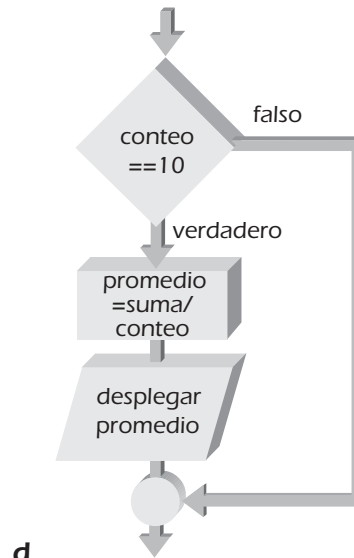 conteo
==10
falso
verdadero
promedio
=suma/
conteo
desplegar
promedio
d